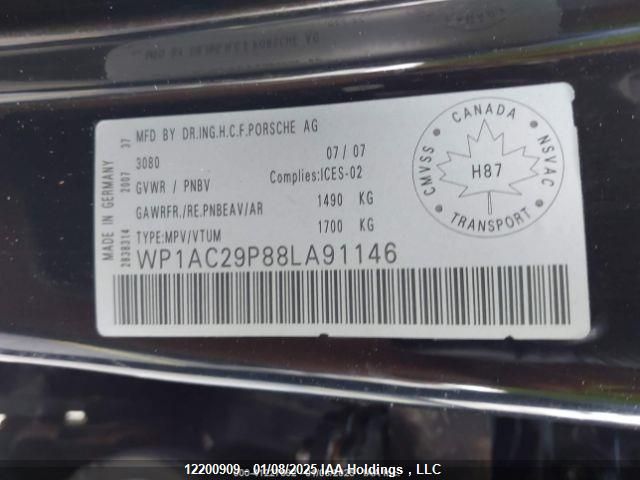 MFD BY DR.ING.H.C.F.PORSCHE AG
3080 07/07
GVWR / PNBV Complies:ICES-02
GAWRFR./RE.PNBEAV/AR 1490 KG
1700 KG
TYPE:MPV/VTUM
WP1AC29P88LA91146
MADE IN GERMANY
2838314 2007 37
CANADA
CMVSS
NSVAC
H87
TRANSPORT
12200909 - 01/08/2025 IAA Holdings , LLC